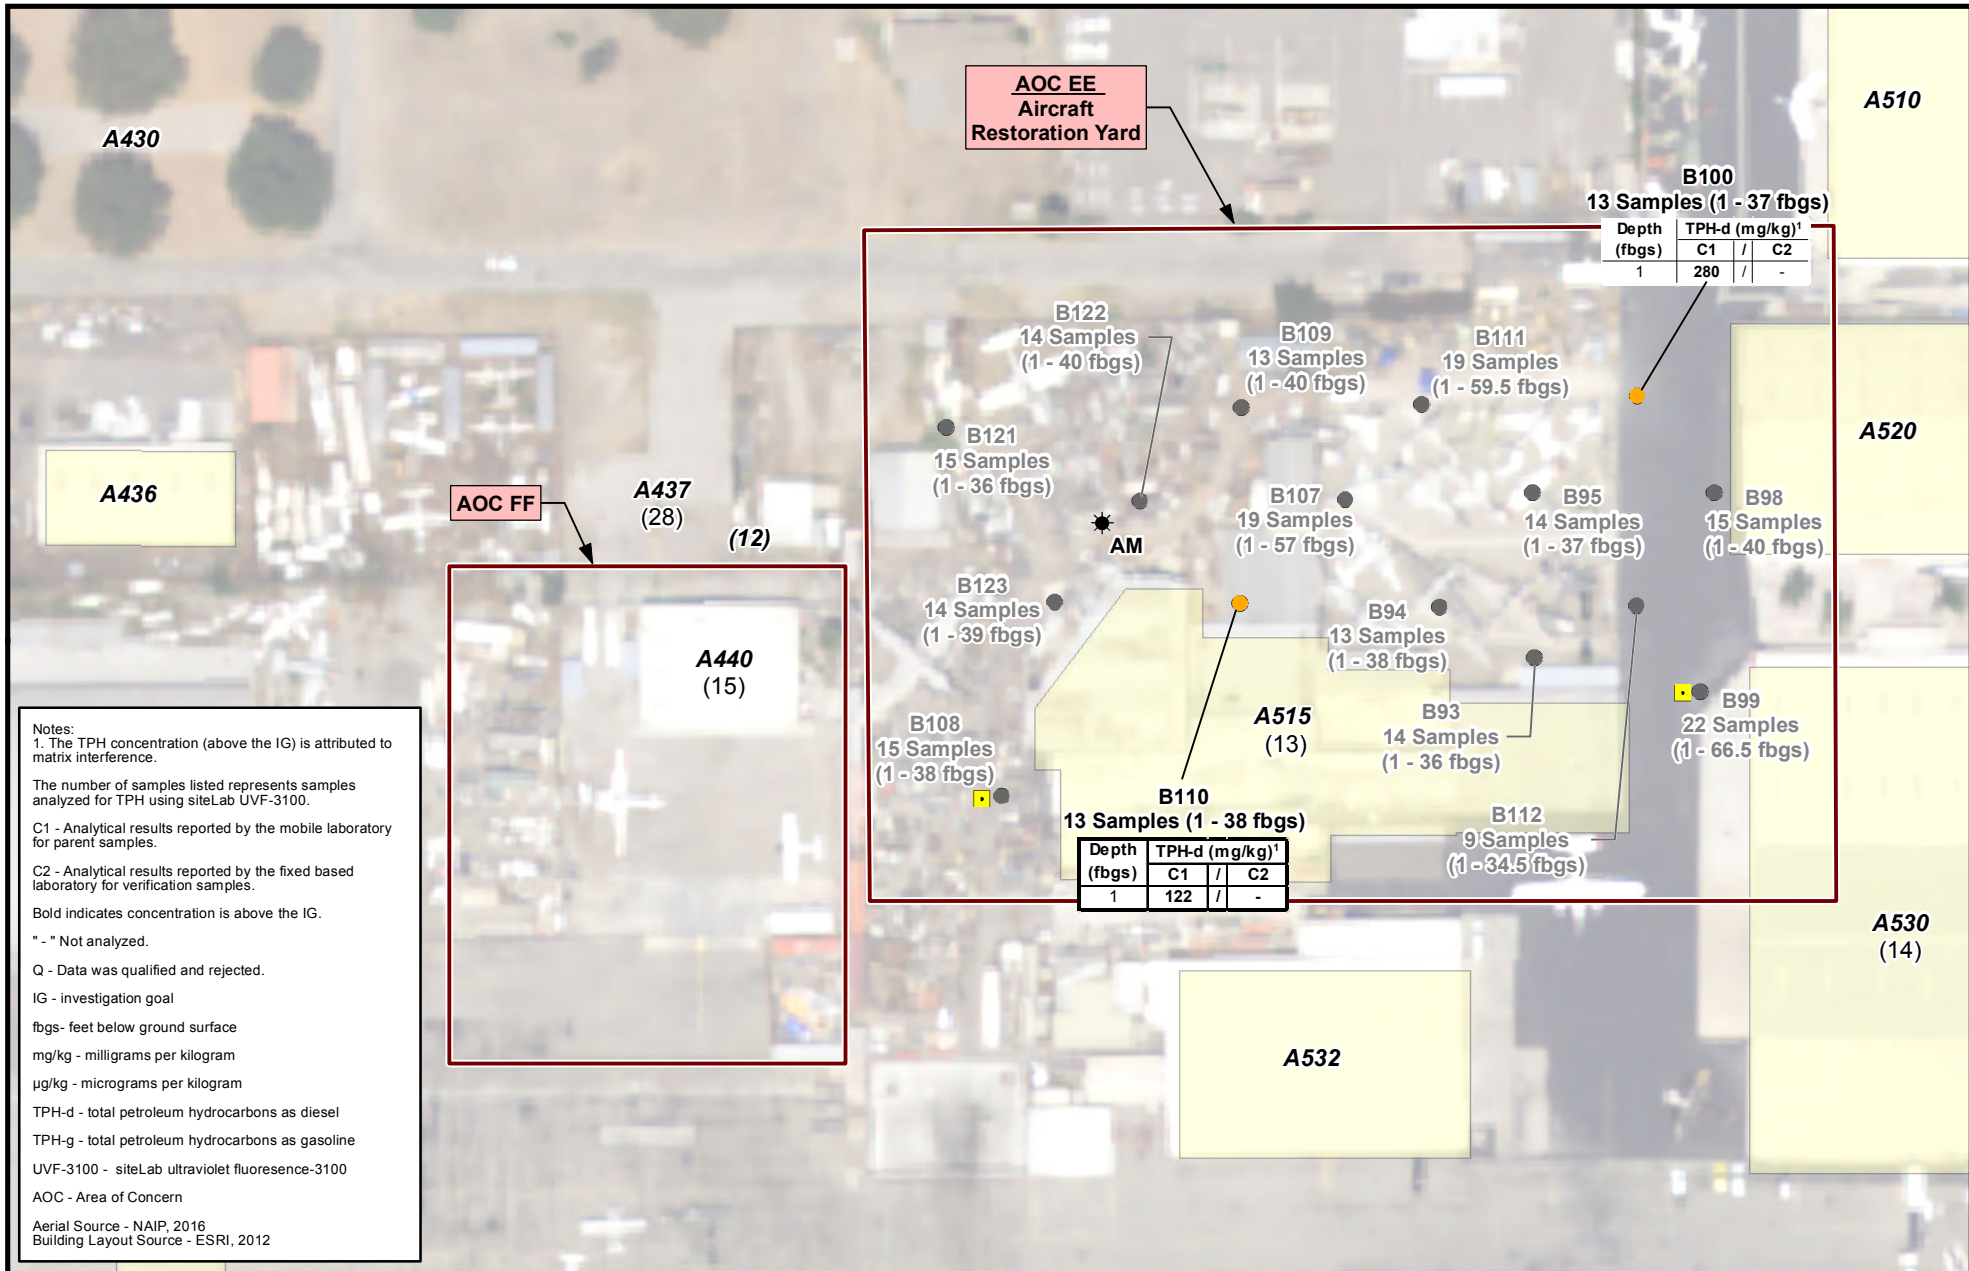 AOC EE
Aircraft
Restoration Yard
A510
A430
B100
13 Samples (1 - 37 fbgs)
Depth TPH-d (mg/kg)¹
(fbgs) C1 / C2
1 280 / -
B122
14 Samples
(1 - 40 fbgs)
B109
13 Samples
(1 - 40 fbgs)
B111
19 Samples
(1 - 59.5 fbgs)
A520
B121
15 Samples
(1 - 36 fbgs)
A436
AOC FF
A437
(28)
(12)
AM
B107
19 Samples
(1 - 57 fbgs)
B95
14 Samples
(1 - 37 fbgs)
B98
15 Samples
(1 - 40 fbgs)
B123
14 Samples
(1 - 39 fbgs)
B94
13 Samples
(1 - 38 fbgs)
A440
(15)
B108
15 Samples
(1 - 38 fbgs)
A515
(13)
B93
14 Samples
(1 - 36 fbgs)
B99
22 Samples
(1 - 66.5 fbgs)
B110
13 Samples (1 - 38 fbgs)
Depth TPH-d (mg/kg)¹
(fbgs) C1 / C2
1 122 / -
B112
9 Samples
(1 - 34.5 fbgs)
A530
(14)
A532
Notes:
1. The TPH concentration (above the IG) is attributed to
matrix interference.
The number of samples listed represents samples
analyzed for TPH using siteLab UVF-3100.
C1 - Analytical results reported by the mobile laboratory
for parent samples.
C2 - Analytical results reported by the fixed based
laboratory for verification samples.
Bold indicates concentration is above the IG.
" - " Not analyzed.
Q - Data was qualified and rejected.
IG - investigation goal
fbgs- feet below ground surface
mg/kg - milligrams per kilogram
µg/kg - micrograms per kilogram
TPH-d - total petroleum hydrocarbons as diesel
TPH-g - total petroleum hydrocarbons as gasoline
UVF-3100 - siteLab ultraviolet fluoresence-3100
AOC - Area of Concern
Aerial Source - NAIP, 2016
Building Layout Source - ESRI, 2012